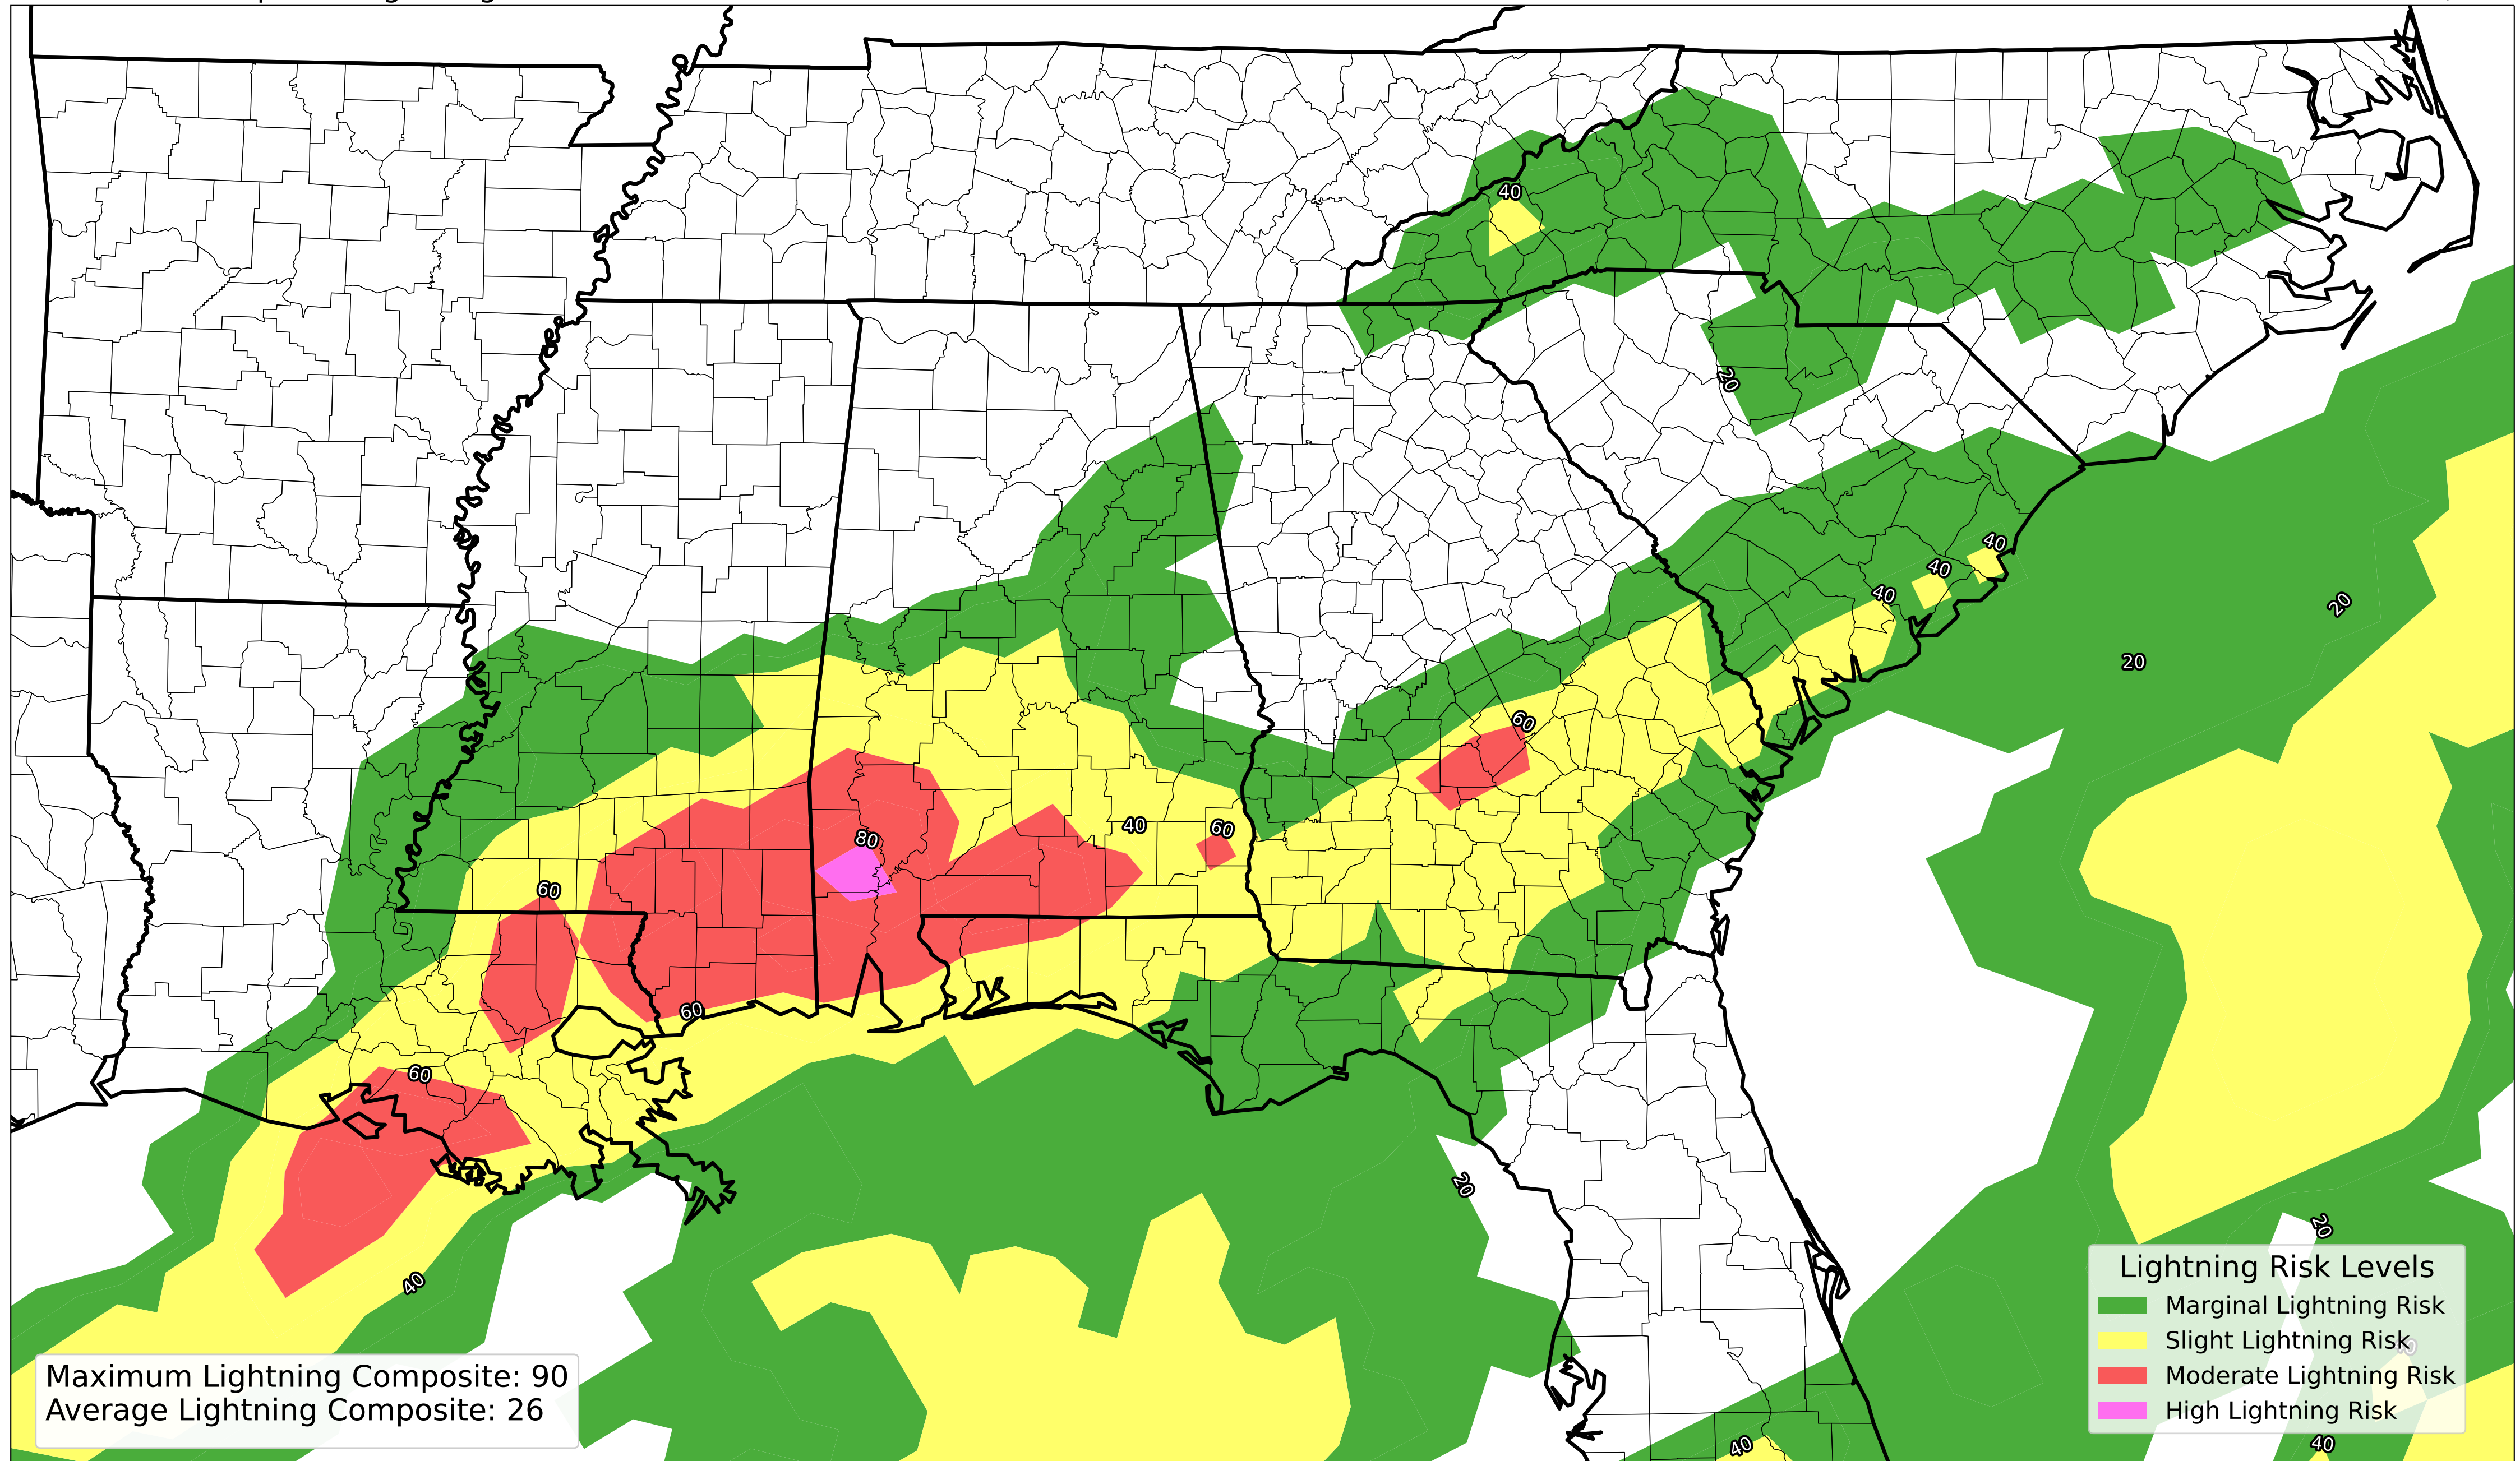 40
20
40
40
40
20
20
60
80
40
60
60
60
60
20
20
40
Lightning Risk Levels
Marginal Lightning Risk
Slight Lightning Risk
Moderate Lightning Risk
High Lightning Risk
Maximum Lightning Composite: 90
Average Lightning Composite: 26
40
40